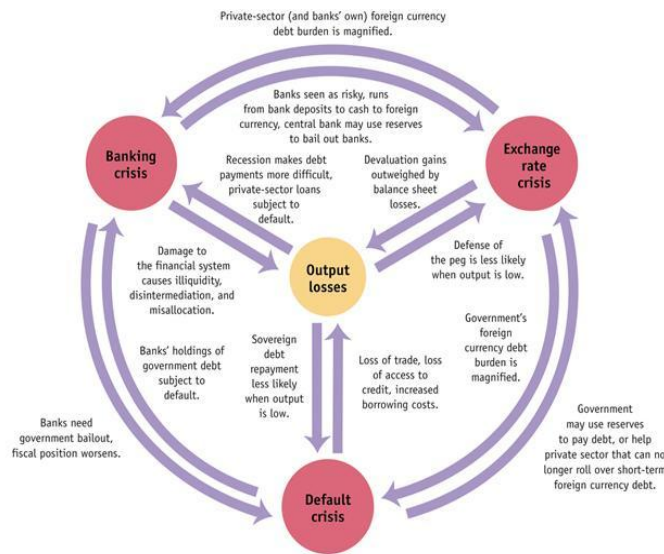 Private-sector (and banks' own) foreign currency
debt burden is magnified.
Banks seen as risky, runs
from bank deposits to cash to foreign
currency, central bank may use reserves
to bail out banks.
Banking
crisis
Exchange
rate
crisis
Recession makes debt
payments more difficult,
private-sector loans
subject to
default.
Devaluation gains
outweighed by
balance sheet
losses.
Damage to
the financial system
causes illiquidity,
disintermediation, and
misallocation.
Output
losses
Defense of
the peg is less likely
when output is low.
Banks' holdings of
government debt
subject to
default.
Sovereign
debt
repayment
less likely
when output
is low.
Loss of trade, loss
of access to
credit, increased
borrowing costs.
Government's
foreign
currency debt
burden is
magnified.
Banks need
government bailout,
fiscal position worsens.
Government
may use reserves
to pay debt, or help
private sector that can no
longer roll over short-term
foreign currency debt.
Default
crisis